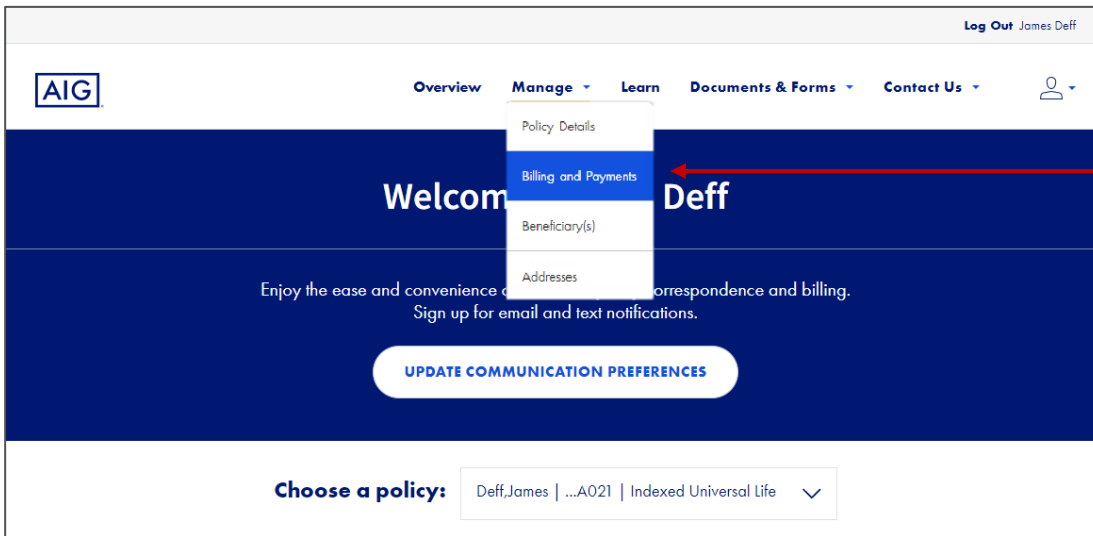 Log Out James Deff
AIG
Overview Manage Learn Documents & Forms Contact Us
Policy Details
Billing and Payments
Beneficiary(s)
Addresses
Welcom Deff
Enjoy the ease and convenience orrespondence and billing.
Sign up for email and text notifications.
UPDATE COMMUNICATION PREFERENCES
Choose a policy: Deff,James | ...A021 | Indexed Universal Life